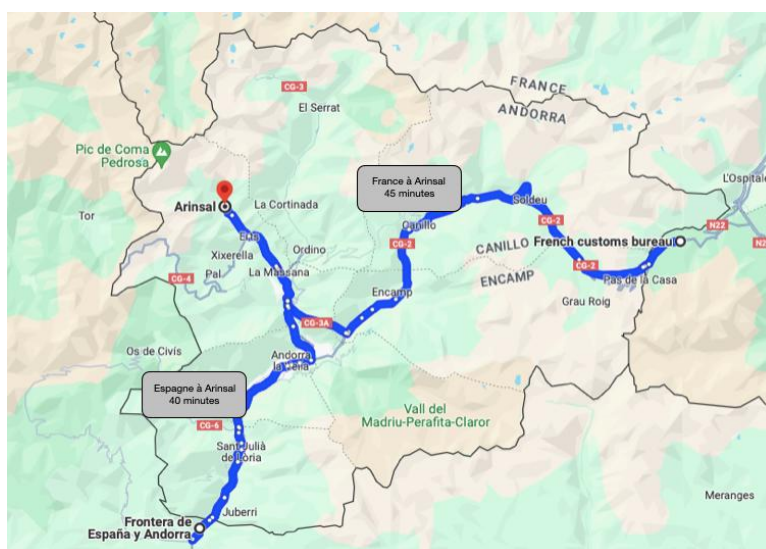 FRANCE
ANDORRA
CG-3
El Serrat
Pic de Coma
Pedrosa
France à Arinsal
45 minutes
L'Ospitale
Soldeu
Arinsal
La Cortinada
Tor
Canillo
CG-2
N22
French customs bureau
CANILLO
CG-2
N2
Ordino
Xixerella
Pal
La Massana
CG-4
ENCAMP
CG-2
Pas de la Casa
Encamp
Grau Roig
CG-3A
Os de Civís
Andorra
la Vella
Espagne à Arinsal
40 minutes
Vall del
Madriu-Perafita-Claror
CG-6
Sant Julià
de Lòria
Meranges
Juberri
Frontera de
España y Andorra